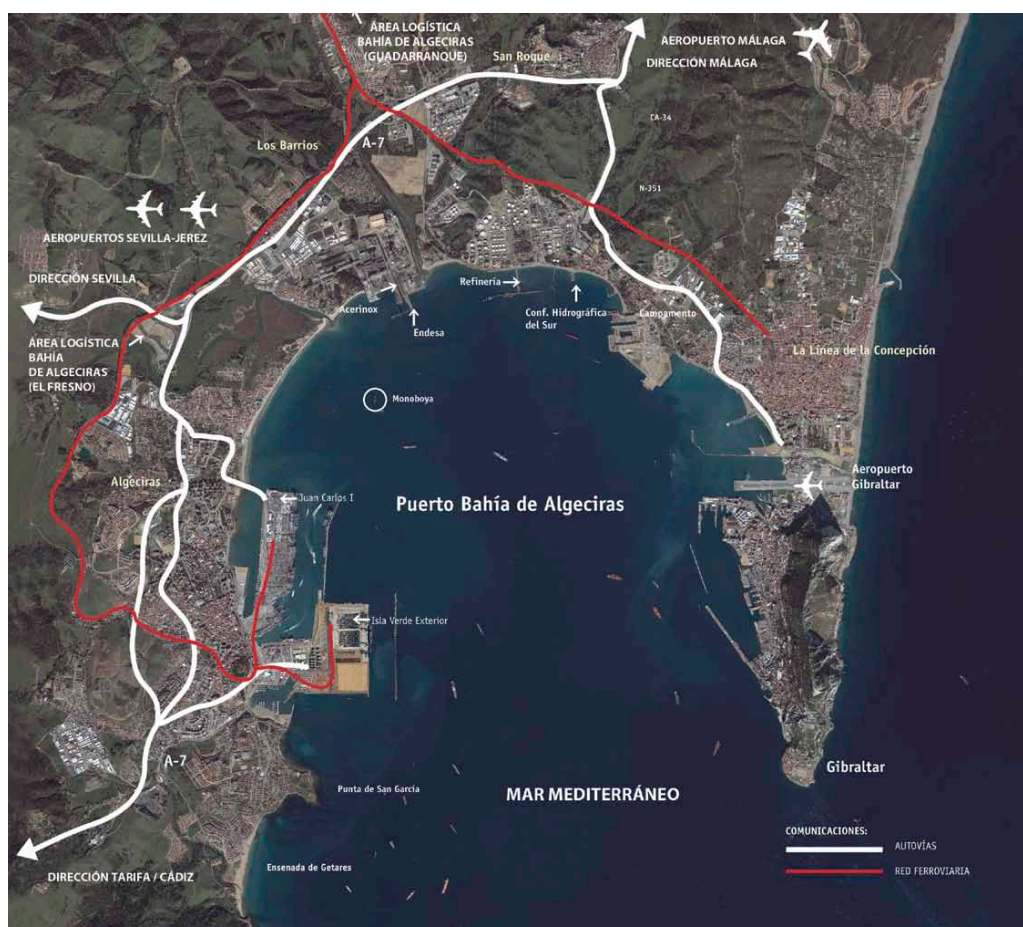 ÁREA LOGÍSTICA
BAHÍA DE ALGECIRAS
(GUADARRANQUE)
San Roque
AEROPUERTO MÁLAGA
DIRECCIÓN MÁLAGA
CA-34
A-7
Los Barrios
N-351
AEROPUERTOS SEVILLA-JEREZ
DIRECCIÓN SEVILLA
Acerinox
Endesa
Refinería
Conf. Hidrográfica
del Sur
Campamento
La Línea de la Concepción
ÁREA LOGÍSTICA
BAHÍA
DE ALGECIRAS
(EL FRESNO)
Monoboya
Algeciras
Juan Carlos I
Puerto Bahía de Algeciras
Aeropuerto
Gibraltar
Isla Verde Exterior
A-7
Gibraltar
Punta de San García
MAR MEDITERRÁNEO
COMUNICACIONES:
AUTOVÍAS
RED FERROVIARIA
Ensenada de Getares
DIRECCIÓN TARIFA / CÁDIZ